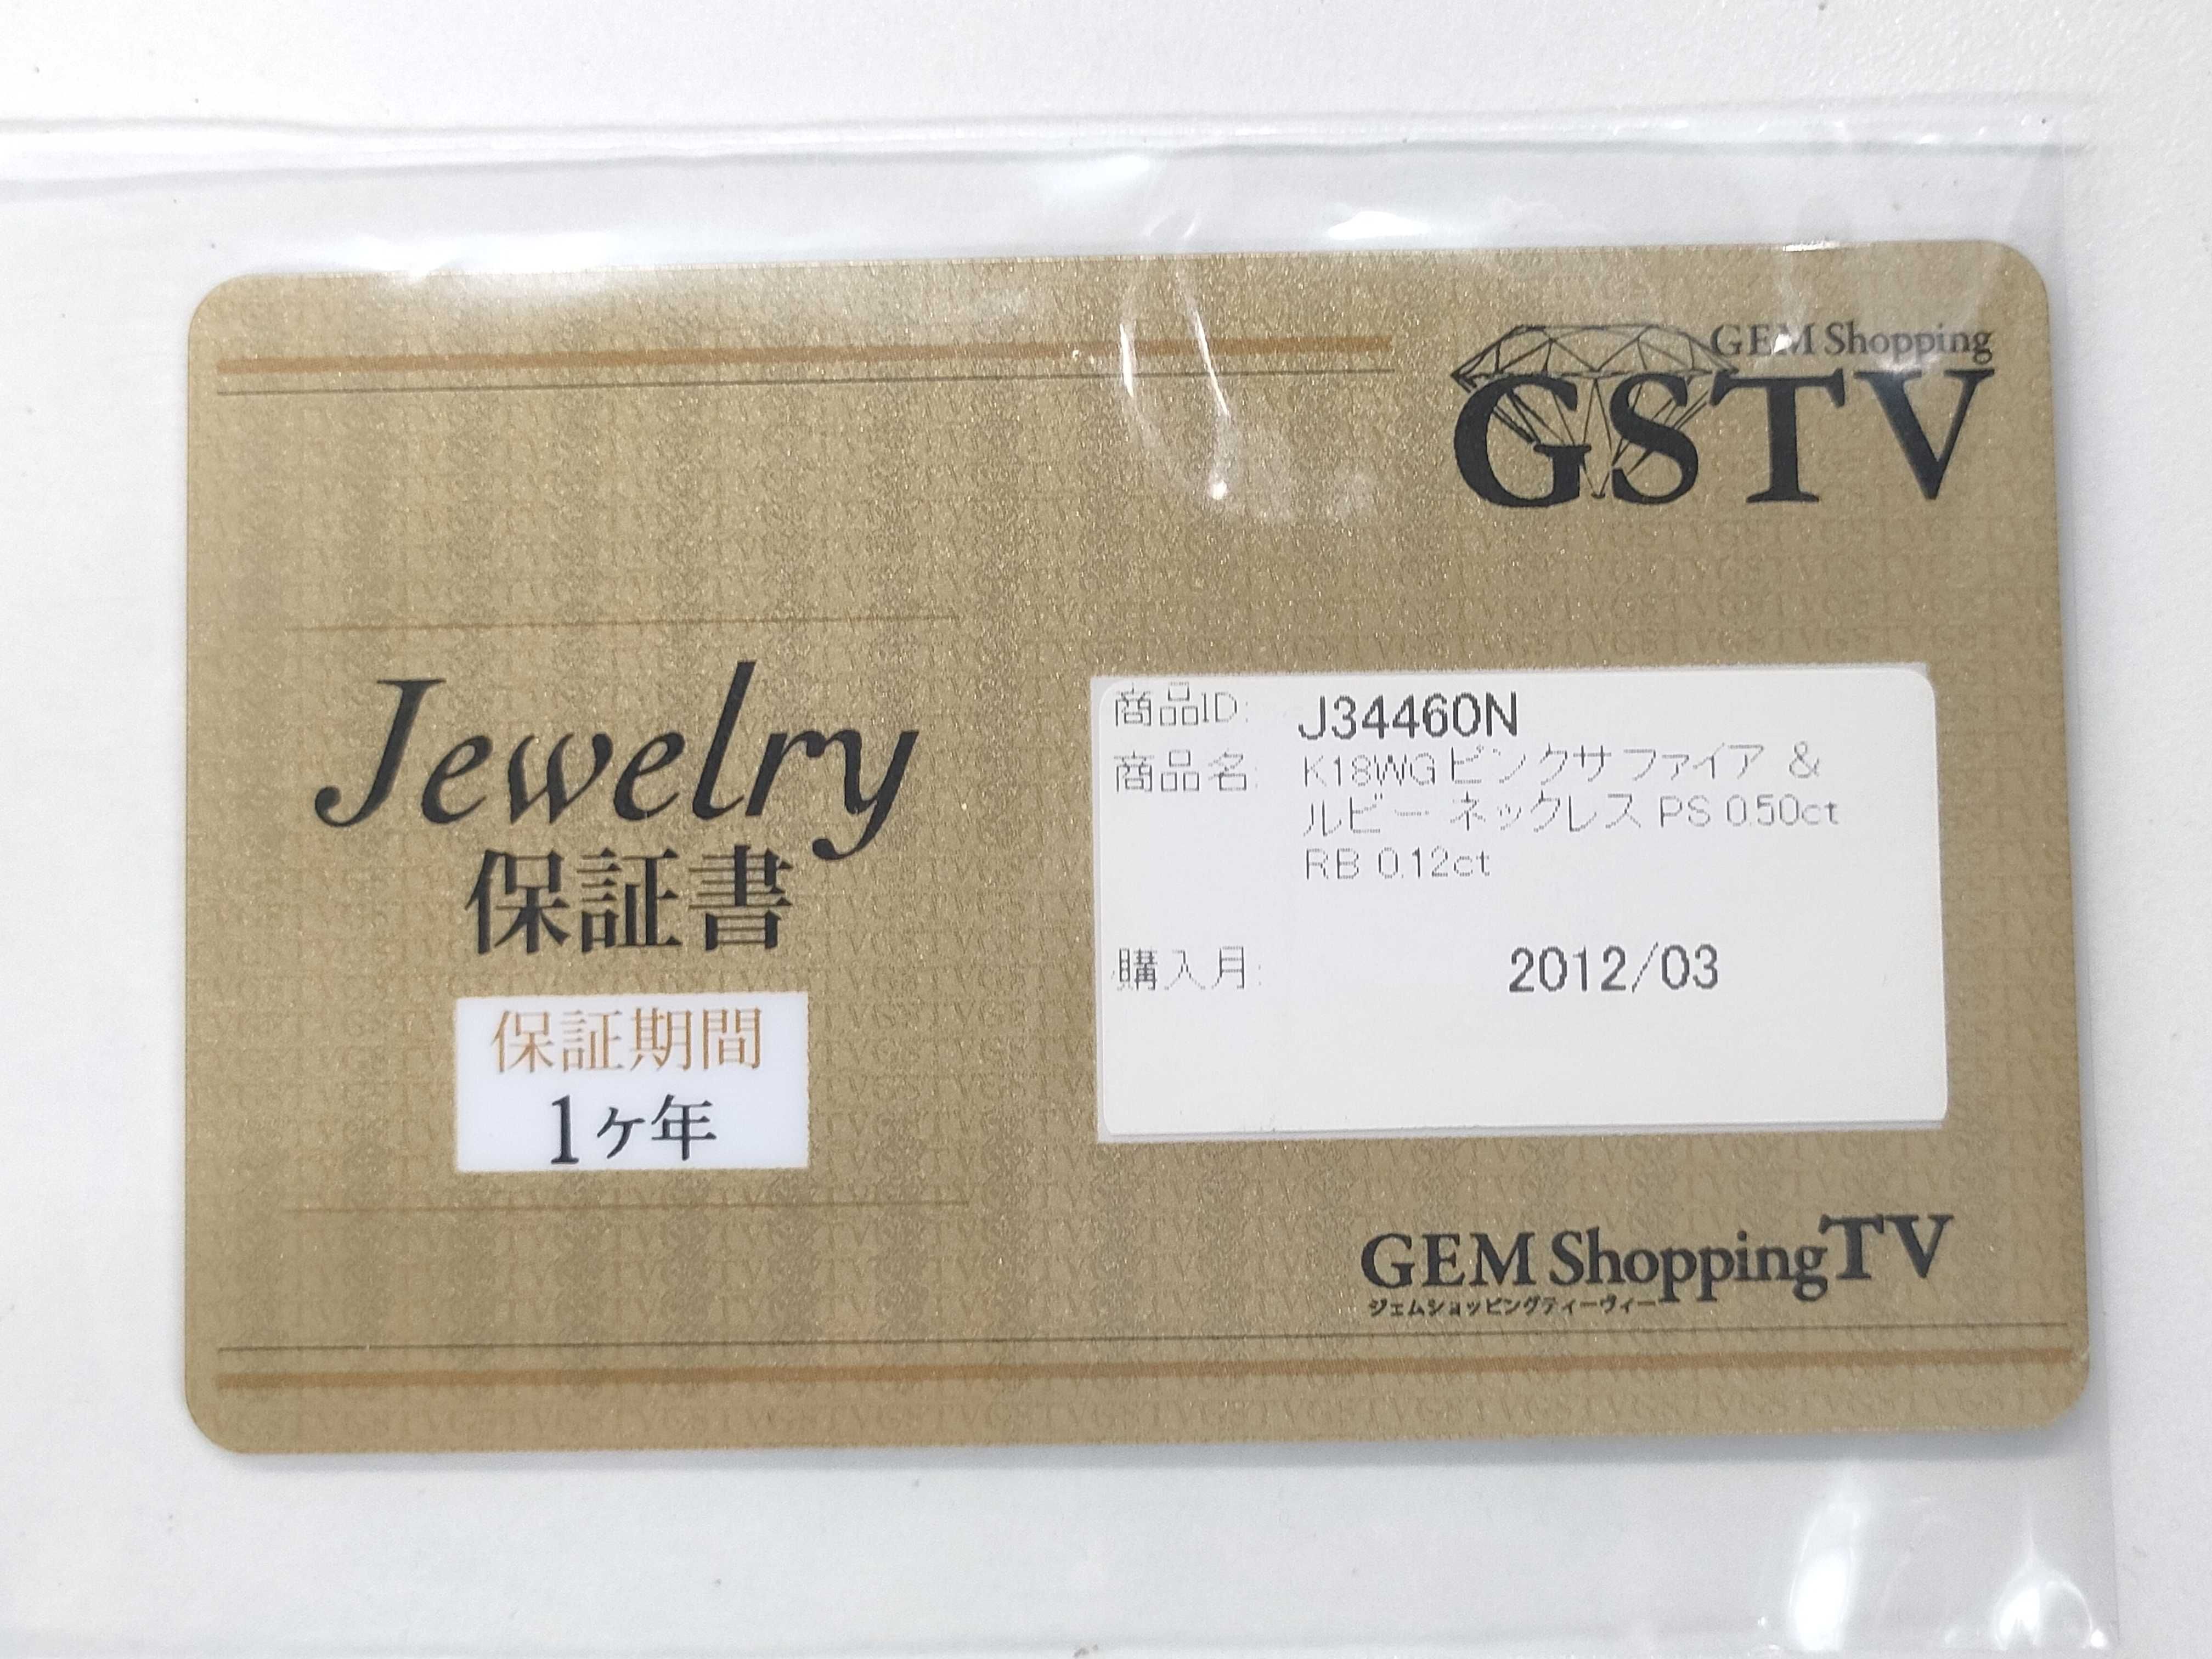 GEM Shopping
GSTV
Jewelry
保証書
保証期間
1ヶ年
商品ID: J34460N
商品名: K18WG ピンクサファイア &
ルビー ネックレス PS 0.50ct
RB 0.12ct
購入月: 2012/03
GEM Shopping TV
ジェムショッピングティーヴィー